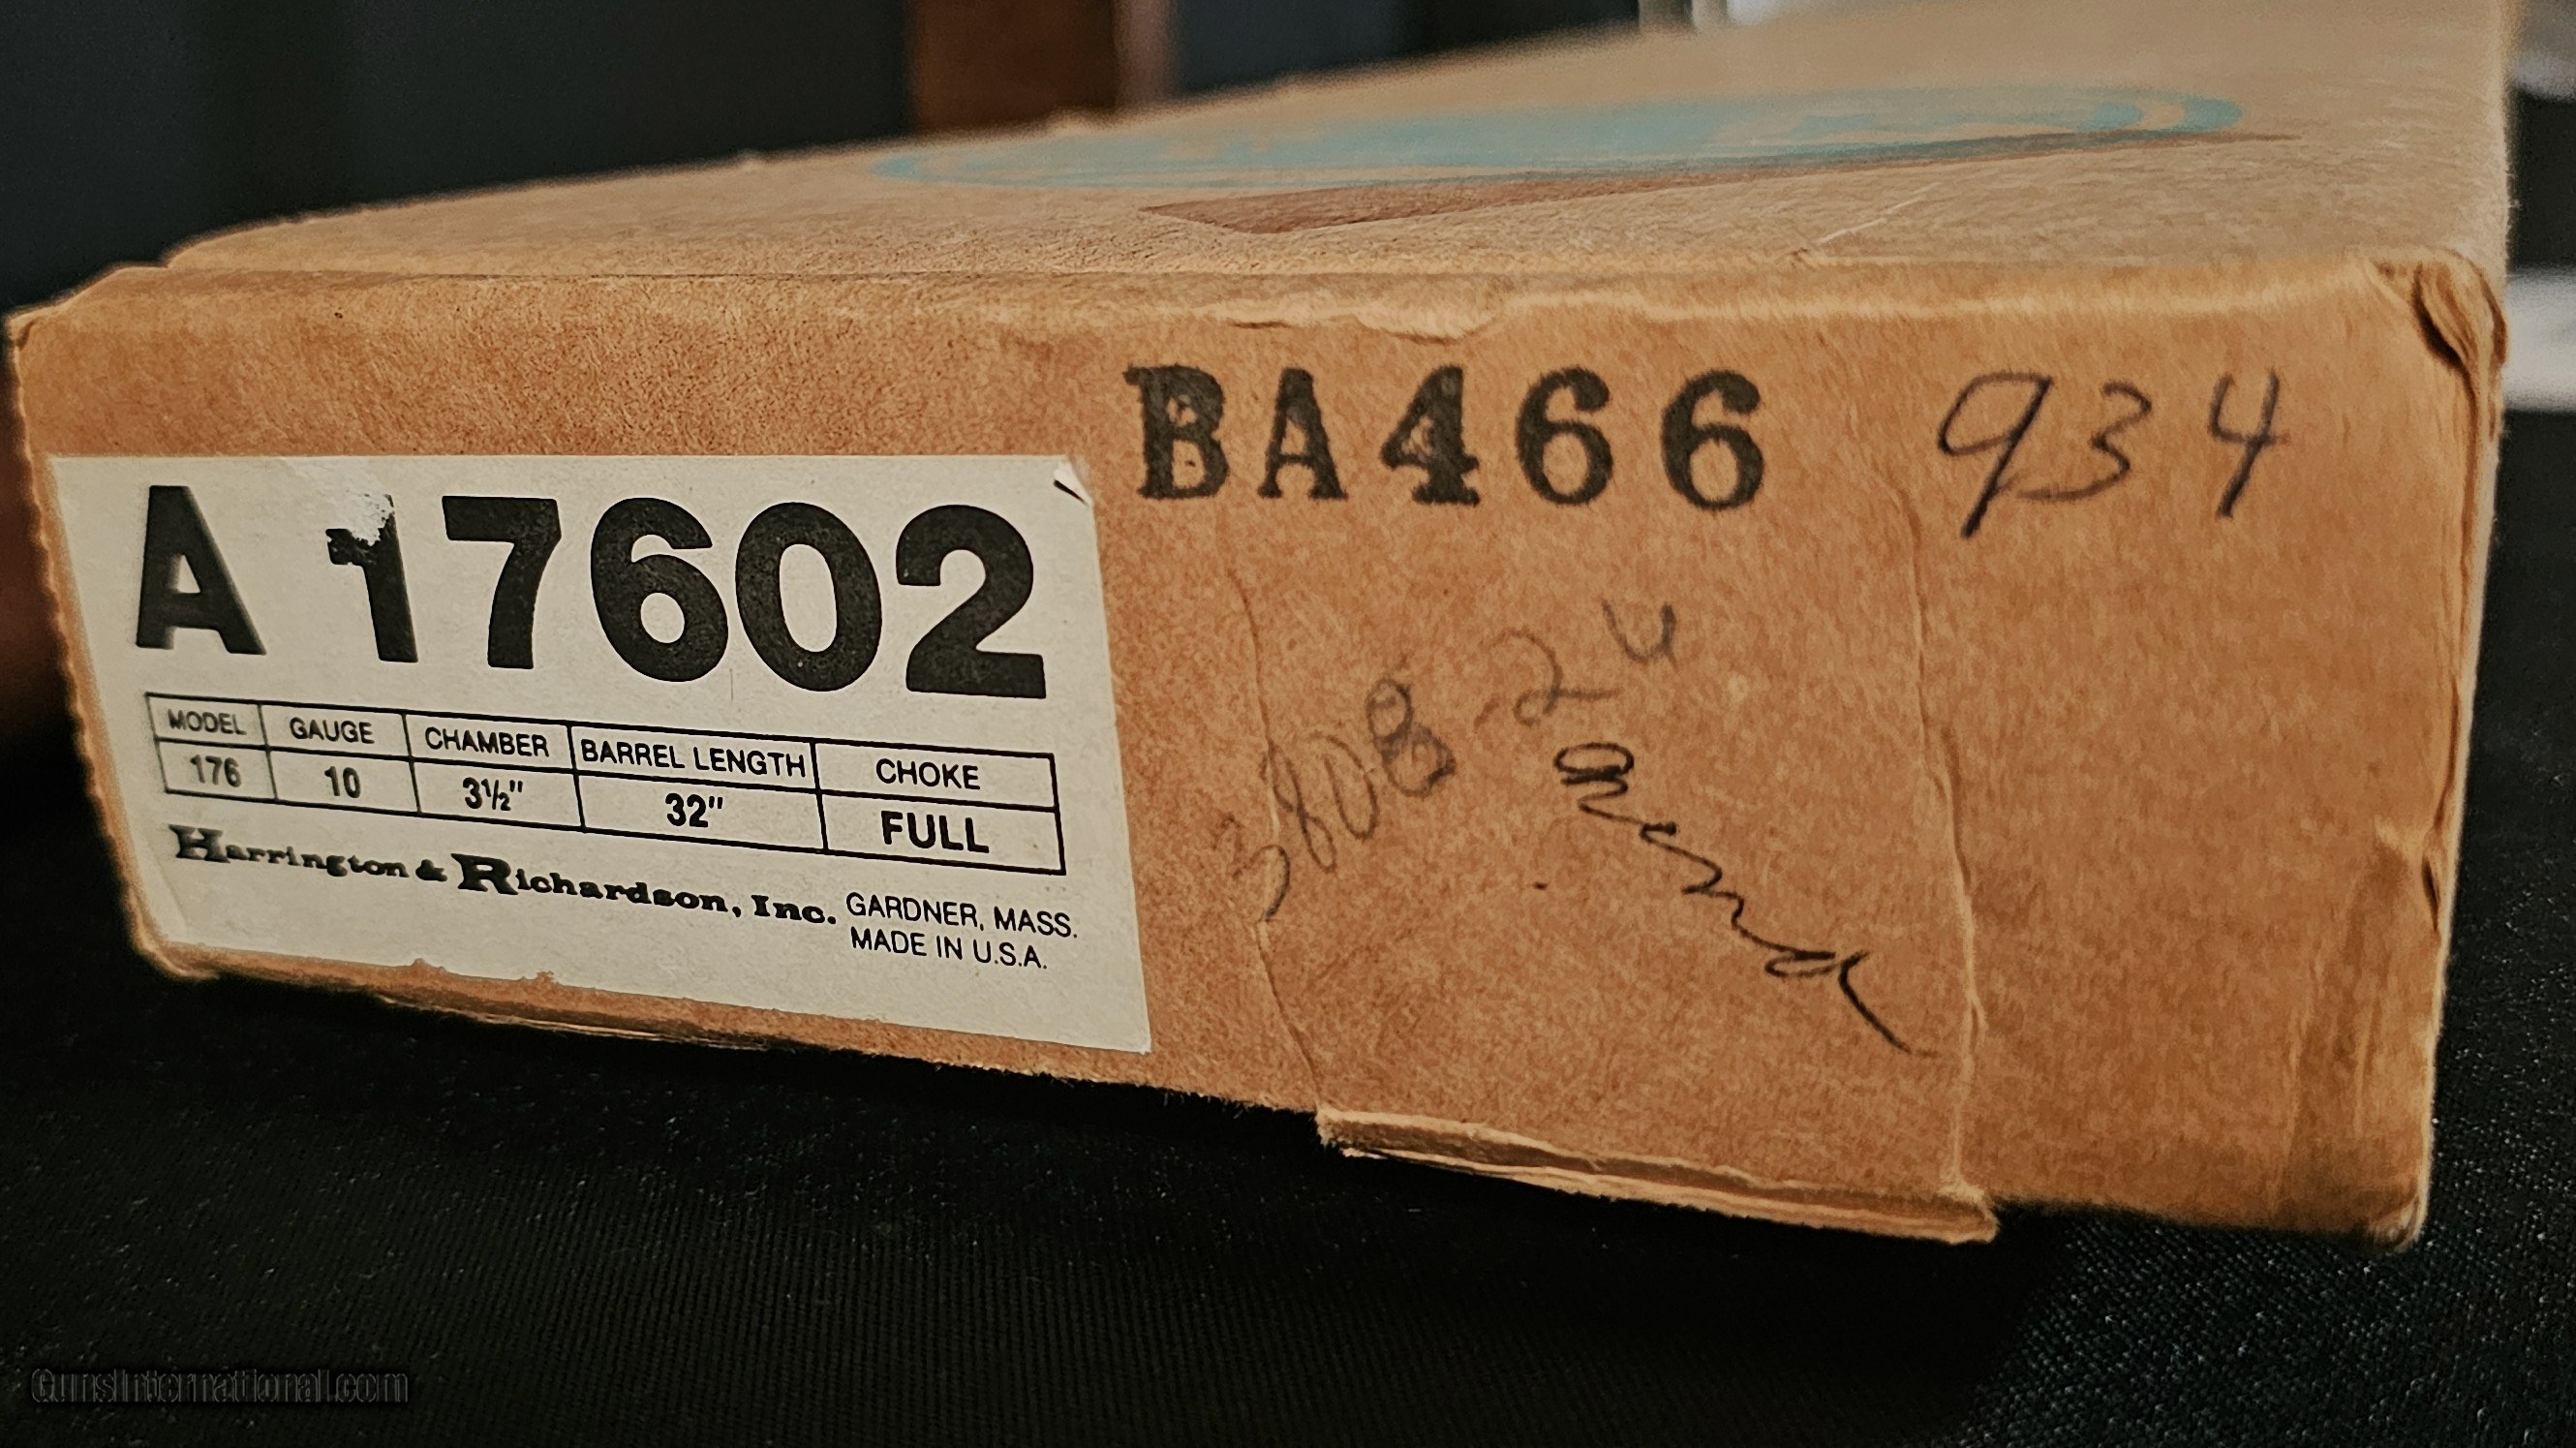 BA466 934
A 17602
MODEL GAUGE CHAMBER BARREL LENGTH CHOKE
176 10 3½" 32" FULL
Harrington & Richardson, Inc. GARDNER, MASS.
MADE IN U.S.A.
GunsInternational.com